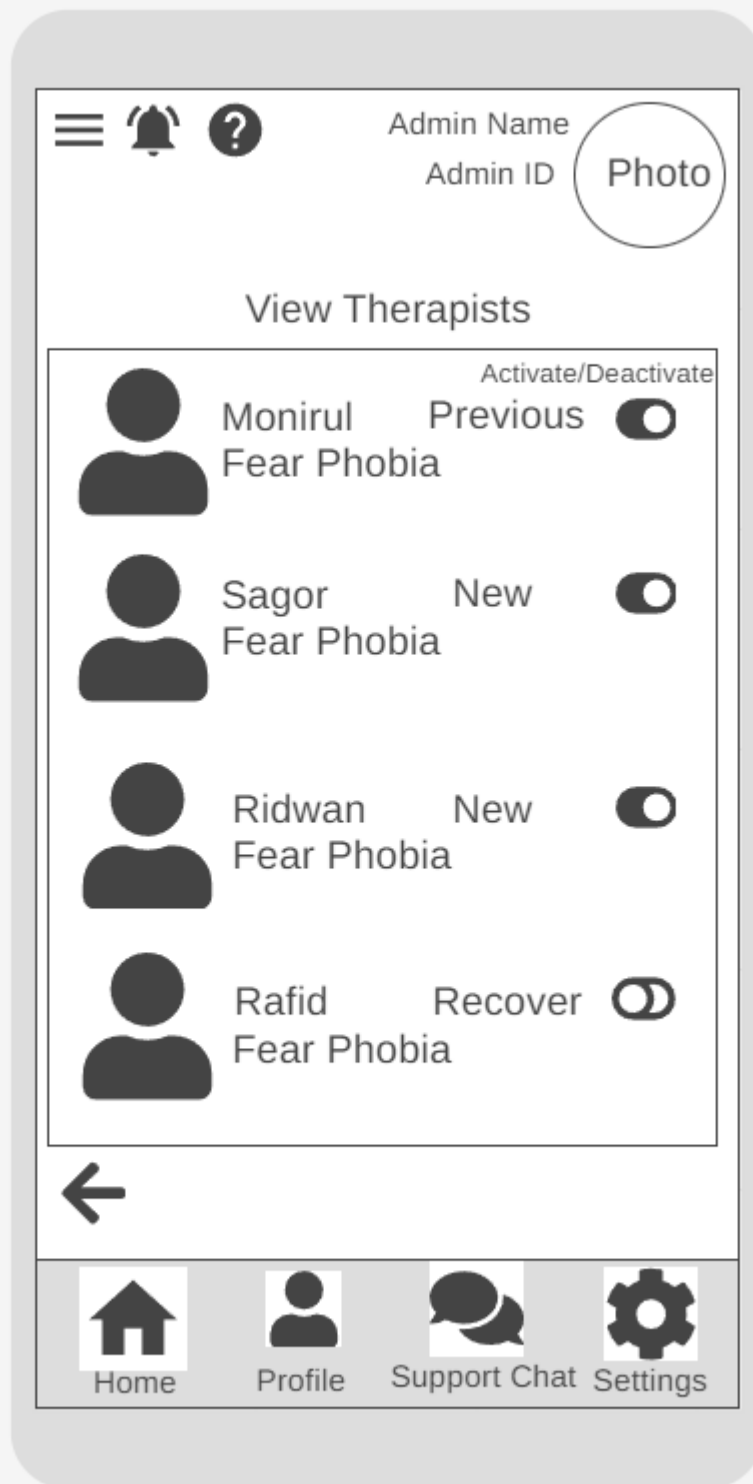 Admin Name
Admin ID
Photo
View Therapists
Activate/Deactivate
Monirul Previous
Fear Phobia
Sagor New
Fear Phobia
Ridwan New
Fear Phobia
Rafid Recover
Fear Phobia
Home Profile Support Chat Settings